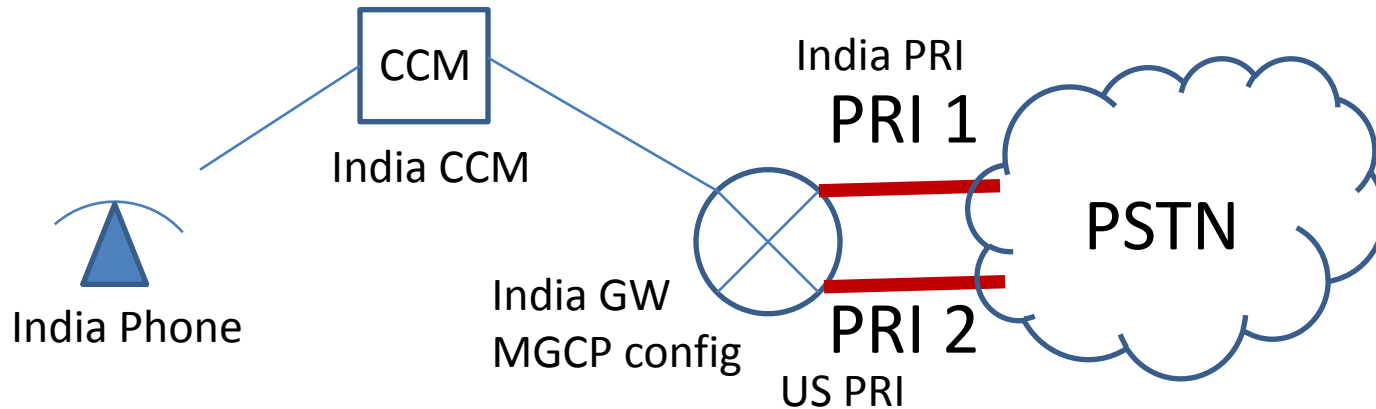 CCM
India CCM
India Phone
India GW
MGCP config
India PRI
PRI 1
PRI 2
US PRI
PSTN